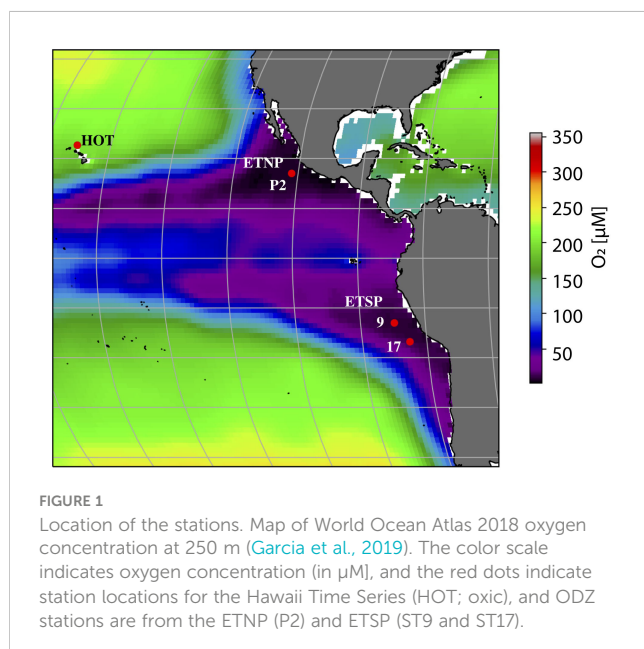 HOT
ETNP
P2
ETSP
9
17
350
300
250
200
150
100
50
O₂ [μM]
FIGURE 1
Location of the stations. Map of World Ocean Atlas 2018 oxygen
concentration at 250 m (Garcia et al., 2019). The color scale
indicates oxygen concentration (in μM], and the red dots indicate
station locations for the Hawaii Time Series (HOT; oxic), and ODZ
stations are from the ETNP (P2) and ETSP (ST9 and ST17).